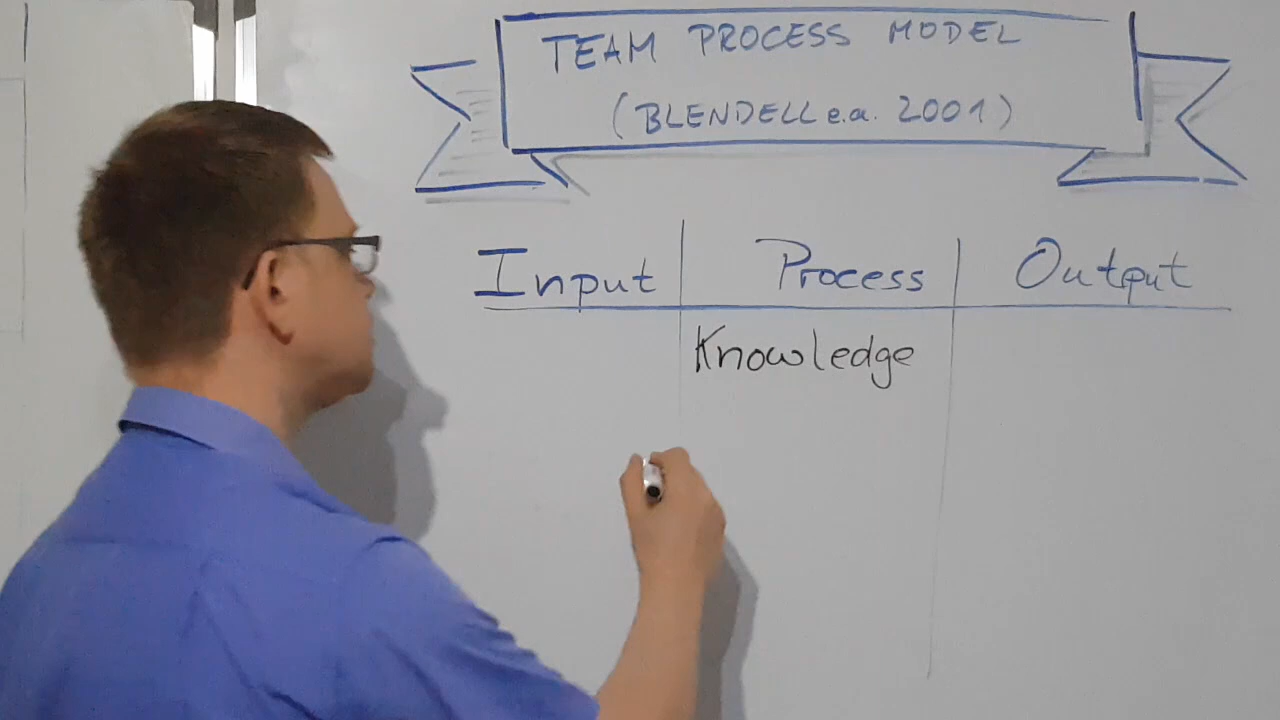 TEAM PROCESS MODEL
(BLENDELL e.a. 2001)
Input Process Output
Knowledge